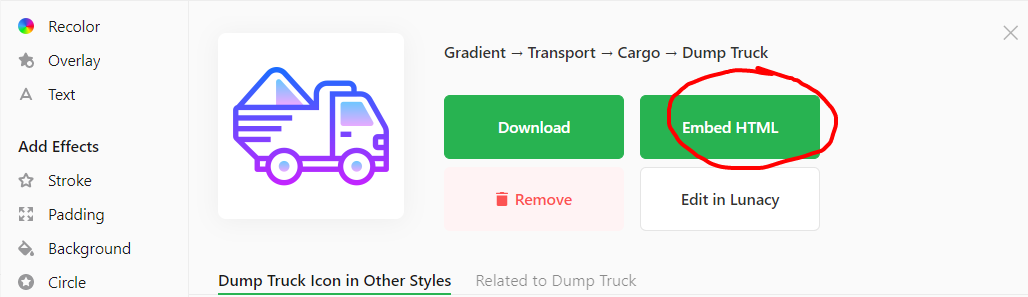 Recolor
Overlay
Text
Add Effects
Stroke
Padding
Background
Circle
Gradient → Transport → Cargo → Dump Truck
Download
Embed HTML
Remove
Edit in Lunacy
Dump Truck Icon in Other Styles
Related to Dump Truck